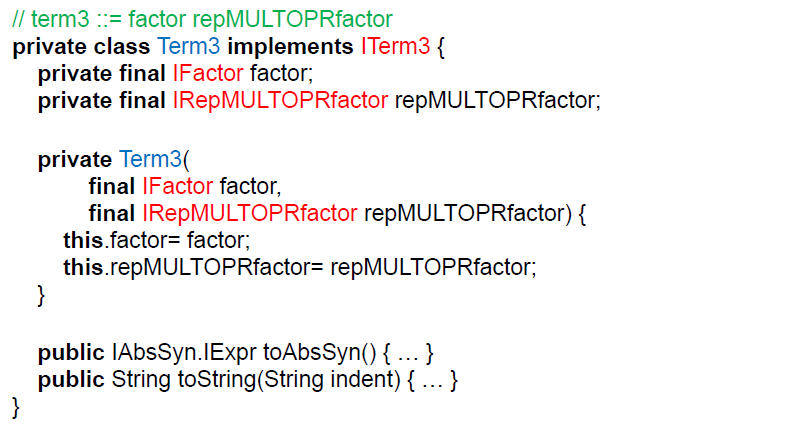 // term3 ::= factor repMULTOPRfactor
private class Term3 implements ITerm3 {
private final IFactor factor;
private final IRepMULTOPRfactor repMULTOPRfactor;
private Term3(
final IFactor factor,
final IRepMULTOPRfactor repMULTOPRfactor) {
this.factor= factor;
this.repMULTOPRfactor= repMULTOPRfactor;
}
public IAbsSyn.IExpr toAbsSyn() { … }
public String toString(String indent) { … }
}